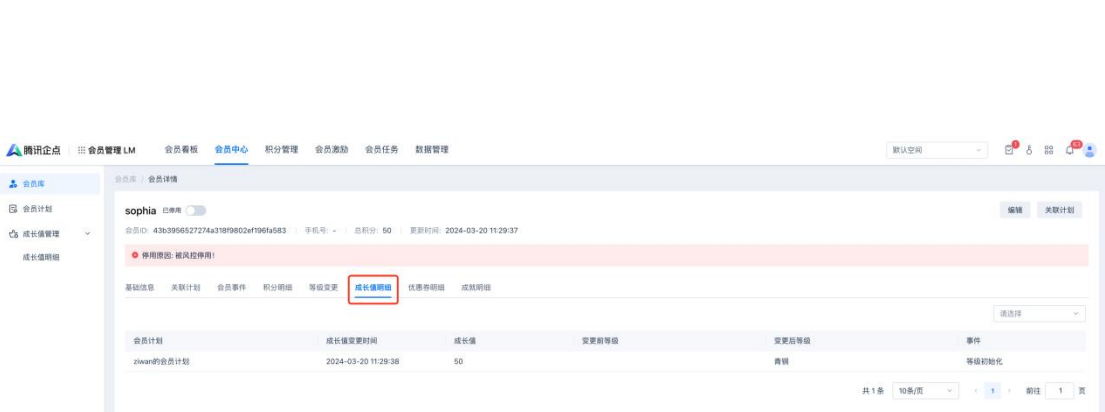 腾讯企点 会员管理 LM 会员看板 会员中心 积分管理 会员激励 会员任务 数据管理 默认空间
会员库
会员计划
成长值管理
成长值明细
会员库 / 会员详情
sophia 已停用 编辑 关联计划
会员ID: 43b3956527274a318f9802ef196fa583 手机号: - 总积分: 50 更新时间: 2024-03-20 11:29:37
停用原因: 被风控停用!
基础信息 关联计划 会员事件 积分明细 等级变更 成长值明细 优惠券明细 成就明细
请选择
会员计划 成长值变更时间 成长值 变更前等级 变更后等级 事件
ziwan的会员计划 2024-03-20 11:29:38 50 青铜 等级初始化
共 1 条 10条/页 1 前往 1 页